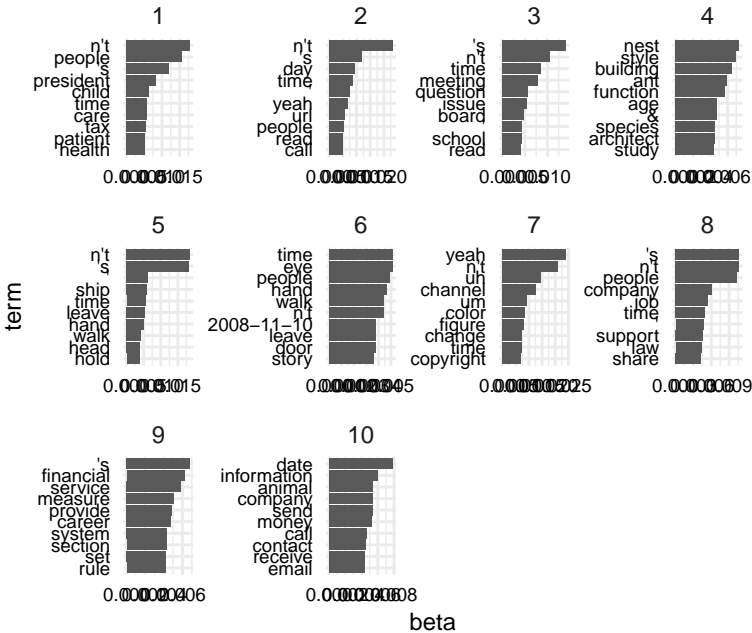 1
n't
people
's
president
child
time
care
tax
patient
health
2
n't
's
day
time
'
yeah
url
people
read
call
3
's
n't
time
meeting
question
issue
board
'
school
read
4
nest
style
building
ant
function
age
&
species
architect
study
5
n't
's
'
ship
time
leave
hand
walk
head
hold
6
time
eye
people
hand
walk
n't
2008−11−10
leave
door
story
7
yeah
n't
uh
channel
um
color
figure
change
time
copyright
8
's
n't
people
company
job
time
'
support
law
share
9
's
financial
service
measure
provide
career
system
section
set
rule
10
date
information
animal
company
send
money
call
contact
receive
email
term
beta